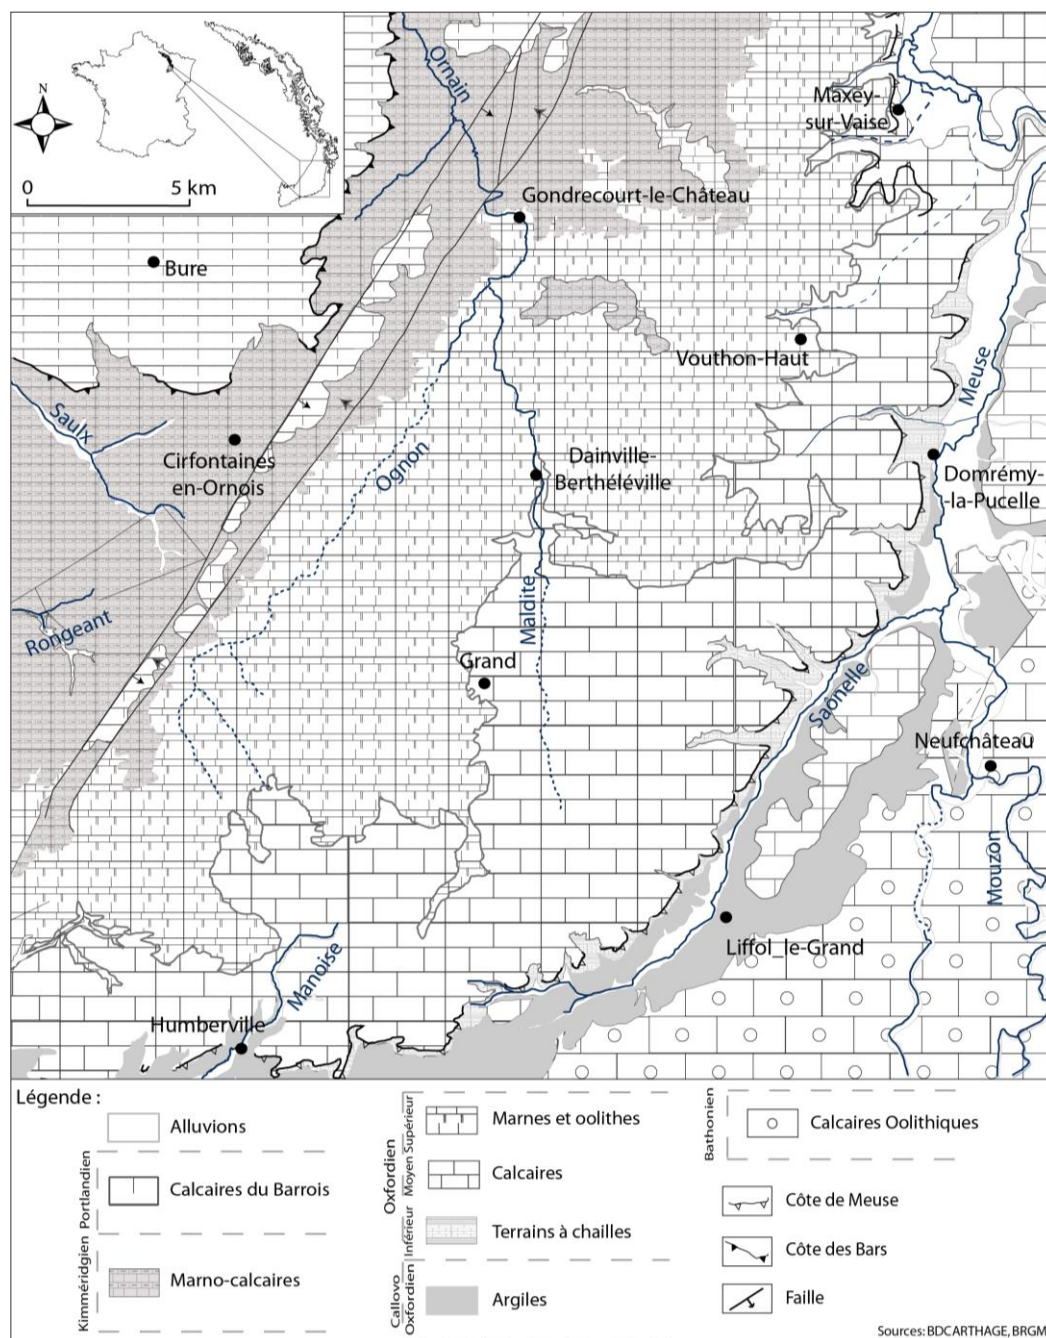 N
0
5 km
Ornain
Maxey-
sur-Vaise
Gondrecourt-le-Château
Bure
Vouthon-Haut
Meuse
Saulx
Cirfontaines
en-Ornois
Ognon
Dainville-
Berthéléville
Domrémy-
-la-Pucelle
Rongeant
Maldite
Grand
Saonelle
Neufchâteau
Mouzon
Liffol_le-Grand
Manoise
Humberville
Légende :
Alluvions
Portlandien
Calcaires du Barrois
Kimméridgien
Marno-calcaires
Oxfordien
Supérieur
Marnes et oolithes
Moyen
Calcaires
Inférieur
Terrains à chailles
Callovo
Oxfordien
Argiles
Bathonien
Calcaires Oolithiques
Côte de Meuse
Côte des Bars
Faille
Sources: BDCARTHAGE, BRGM